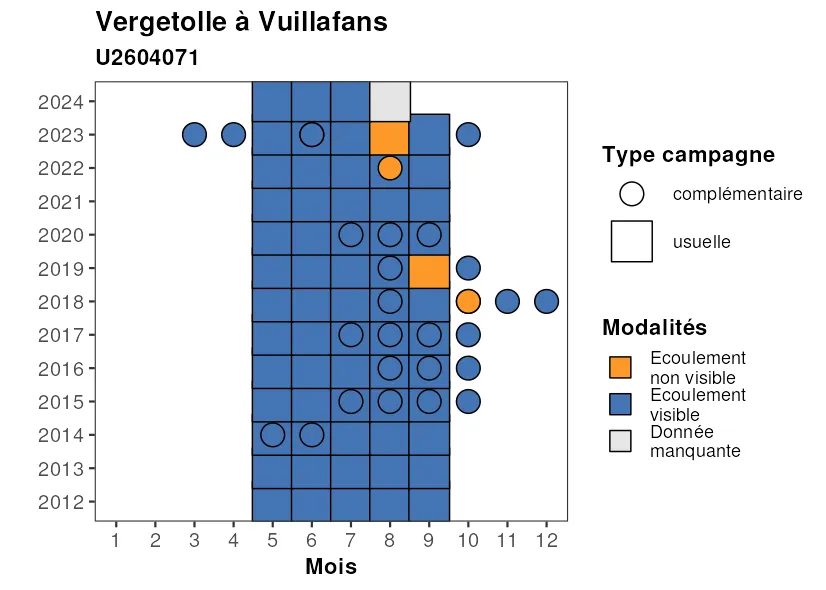 Vergetolle à Vuillafans
U2604071
2024
2023
2022
2021
2020
2019
2018
2017
2016
2015
2014
2013
2012
1 2 3 4 5 6 7 8 9 10 11 12
Mois
Type campagne
complémentaire
usuelle
Modalités
Ecoulement
non visible
Ecoulement
visible
Donnée
manquante